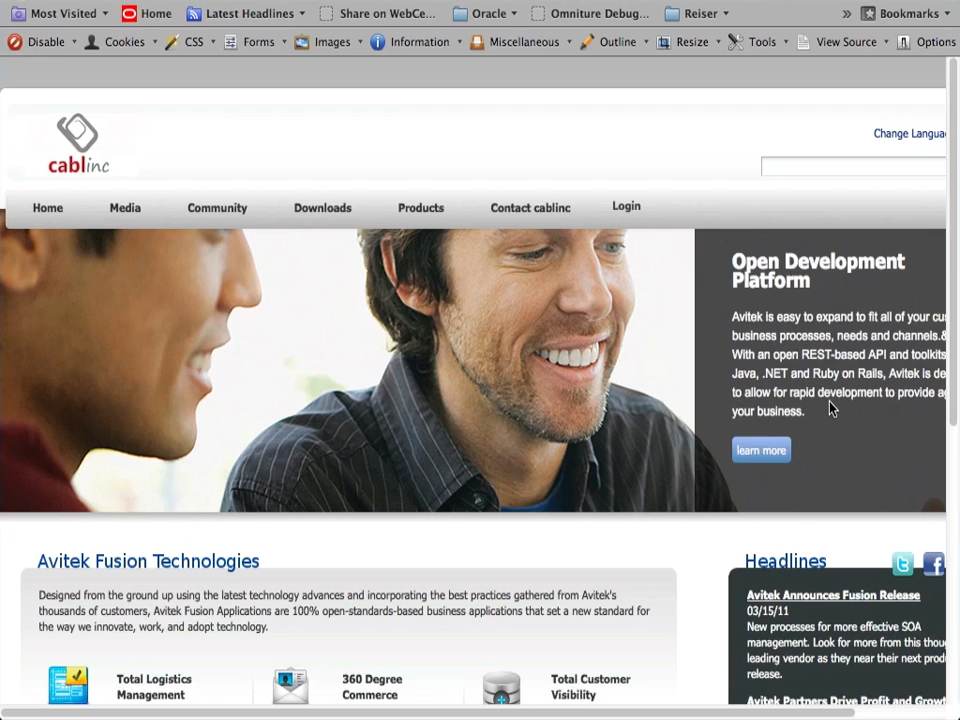 Most Visited Home Latest Headlines Share on WebCe... Oracle Omniture Debug... Reiser » Bookmarks
Disable Cookies CSS Forms Images Information Miscellaneous Outline Resize Tools View Source Options
Change Langua
cablinc
Home Media Community Downloads Products Contact cablinc Login
Open Development
Platform
Avitek is easy to expand to fit all of your cu
business processes, needs and channels.&
With an open REST-based API and toolkits
Java, .NET and Ruby on Rails, Avitek is de
to allow for rapid development to provide a
your business.
learn more
Avitek Fusion Technologies
Designed from the ground up using the latest technology advances and incorporating the best practices gathered from Avitek's
thousands of customers, Avitek Fusion Applications are 100% open-standards-based business applications that set a new standard for
the way we innovate, work, and adopt technology.
Total Logistics
Management
360 Degree
Commerce
Total Customer
Visibility
Headlines
Avitek Announces Fusion Release
03/15/11
New processes for more effective SOA
management. Look for more from this thou
leading vendor as they near their next prod
release.
Avitek Partners Drive Profit and Growt